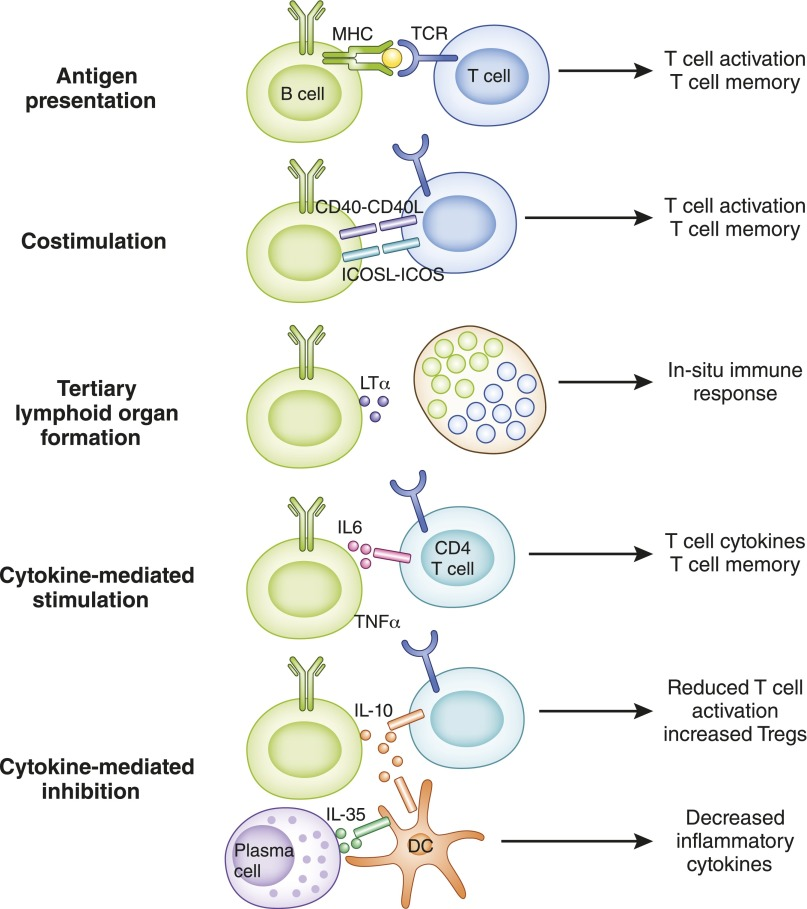 Antigen
presentation
MHC
TCR
B cell
T cell
T cell activation
T cell memory
Costimulation
CD40-CD40L
ICOSL-ICOS
T cell activation
T cell memory
Tertiary
lymphoid organ
formation
LTα
In-situ immune
response
Cytokine-mediated
stimulation
IL6
TNFα
CD4
T cell
T cell cytokines
T cell memory
Cytokine-mediated
inhibition
IL-10
Reduced T cell
activation
increased Tregs
IL-35
Plasma
cell
DC
Decreased
inflammatory
cytokines